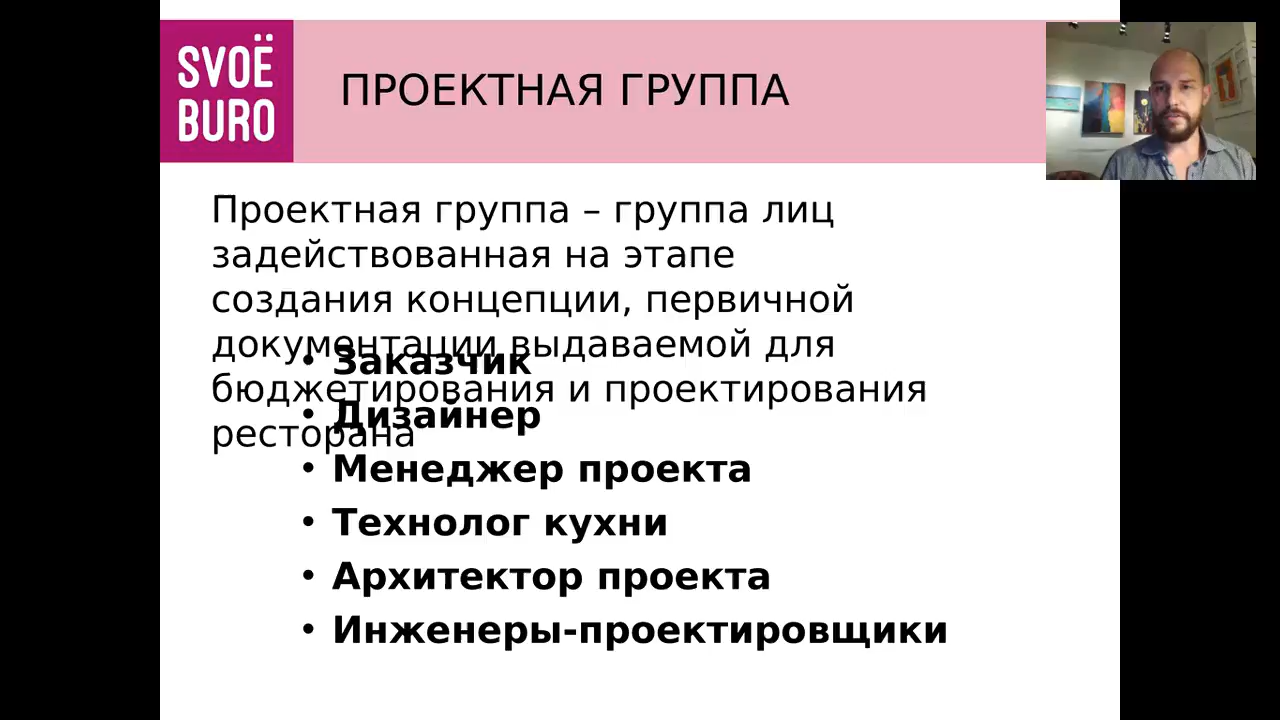 SVOЁ
BURO
ПРОЕКТНАЯ ГРУППА
Проектная группа – группа лиц
задействованная на этапе
создания концепции, первичной
документации выдаваемой для
бюджетирования и проектирования
ресторана
• Заказчик
• Дизайнер
• Менеджер проекта
• Технолог кухни
• Архитектор проекта
• Инженеры-проектировщики